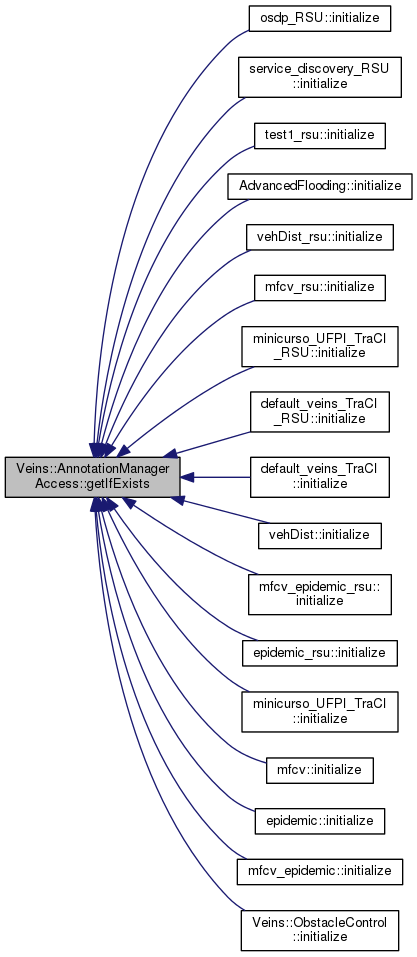 osdp_RSU::initialize
service_discovery_RSU
::initialize
test1_rsu::initialize
AdvancedFlooding::initialize
vehDist_rsu::initialize
mfcv_rsu::initialize
minicurso_UFPI_TraCI
_RSU::initialize
default_veins_TraCI
_RSU::initialize
Veins::AnnotationManager
Access::getIfExists
default_veins_TraCI
::initialize
vehDist::initialize
mfcv_epidemic_rsu::
initialize
epidemic_rsu::initialize
minicurso_UFPI_TraCI
::initialize
mfcv::initialize
epidemic::initialize
mfcv_epidemic::initialize
Veins::ObstacleControl
::initialize